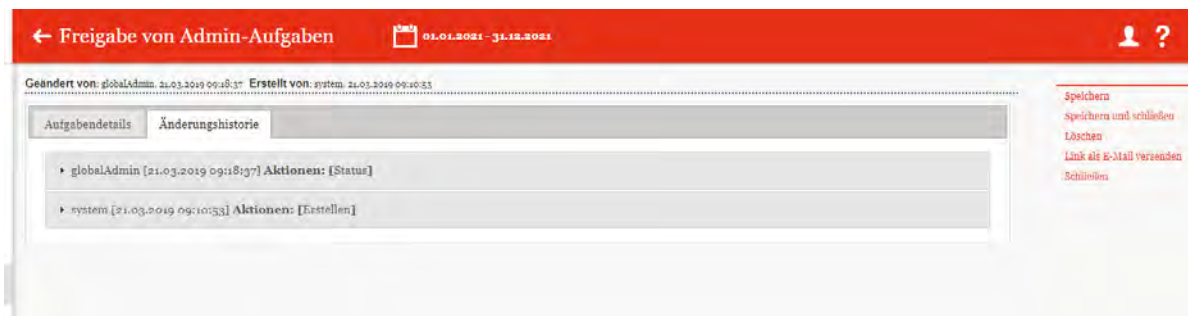 ← Freigabe von Admin-Aufgaben 01.01.2021 - 31.12.2021 ?
Geändert von: globalAdmin, 21.03.2019 09:18:37 Erstellt von: system, 21.03.2019 09:10:53
Aufgabendetails Änderungshistorie
globalAdmin [21.03.2019 09:18:37] Aktionen: [Status]
system [21.03.2019 09:10:53] Aktionen: [Erstellen]
Speichern
Speichern und schließen
Löschen
Link als E-Mail versenden
Schließen